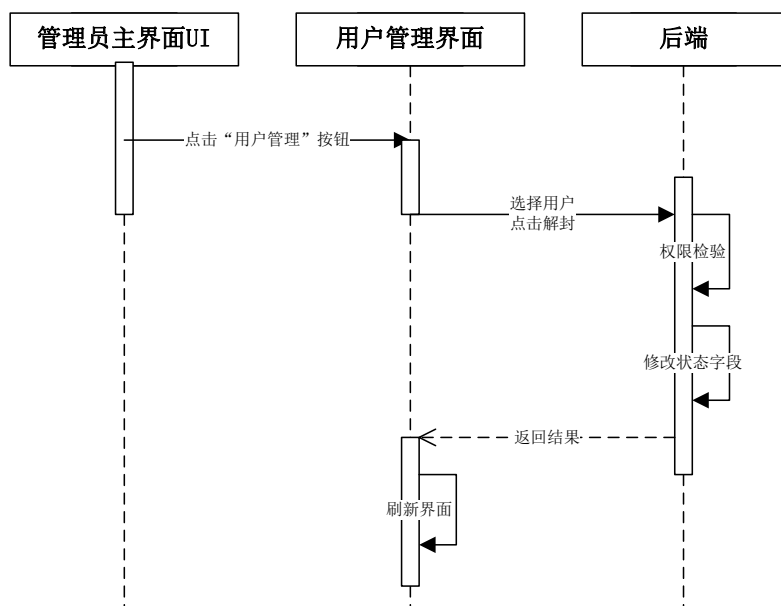 管理员主界面UI
用户管理界面
后端
点击“用户管理”按钮
选择用户
点击解封
权限检验
修改状态字段
返回结果
刷新界面